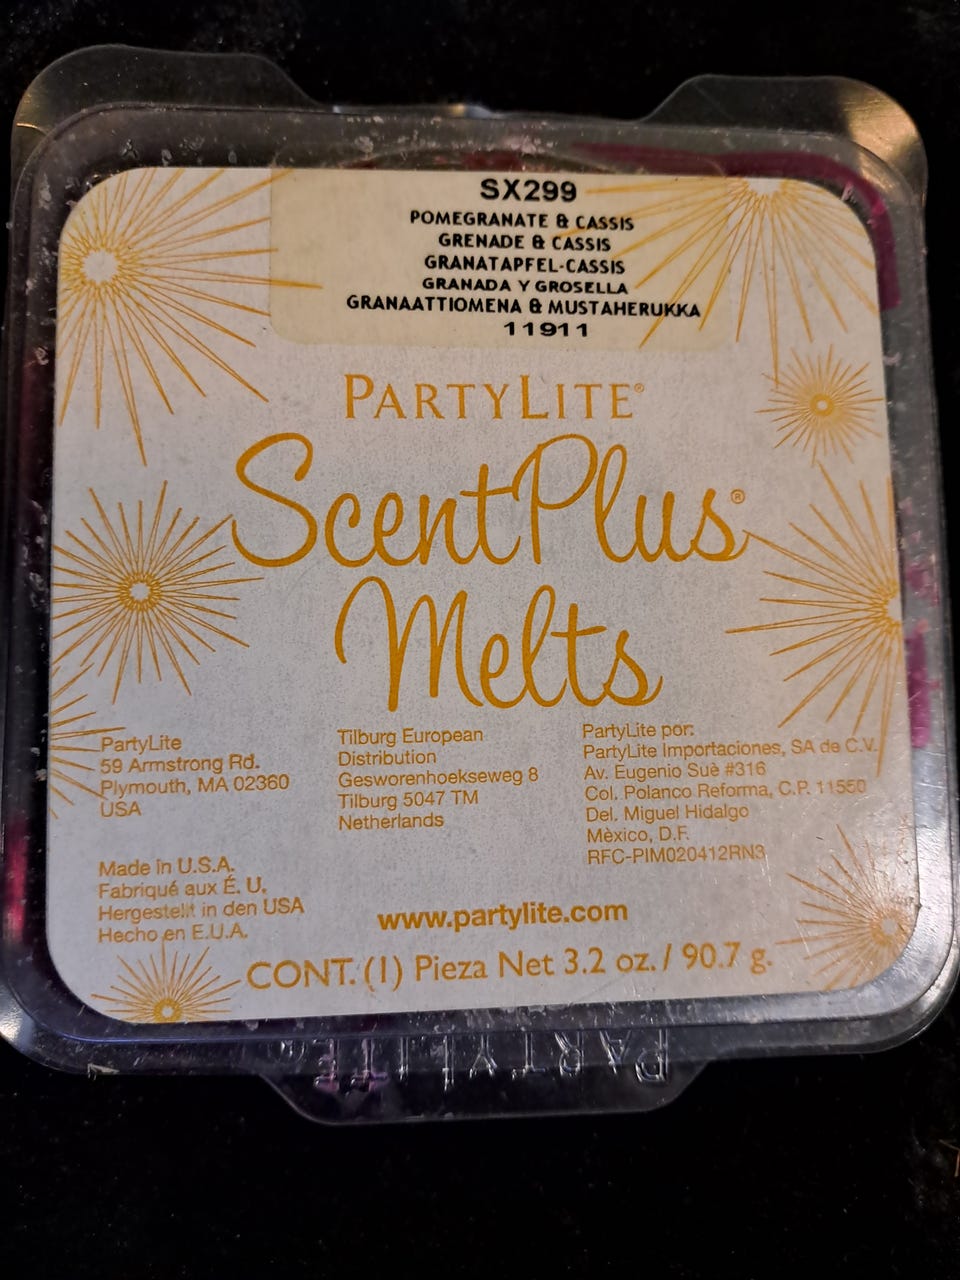 SX299
POMEGRANATE & CASSIS
GRENADE & CASSIS
GRANATAPFEL-CASSIS
GRANADA Y GROSELLA
GRANAATTIOMENA & MUSTAHERUKKA
11911
PARTYLITE®
ScentPlus®
Melts
PartyLite
59 Armstrong Rd.
Plymouth, MA 02360
USA
Tilburg European
Distribution
Gesworenhoekseweg 8
Tilburg 5047 TM
Netherlands
PartyLite por:
PartyLite Importaciones, SA de C.V.
Av. Eugenio Suè #316
Col. Polanco Reforma, C.P. 11550
Del. Miguel Hidalgo
Mèxico, D.F.
RFC-PIM020412RN3
Made in U.S.A.
Fabriqué aux É. U.
Hergestellt in den USA
Hecho en E.U.A.
www.partylite.com
CONT. (1) Pieza Net 3.2 oz. / 90.7 g.
PARTYLITE®